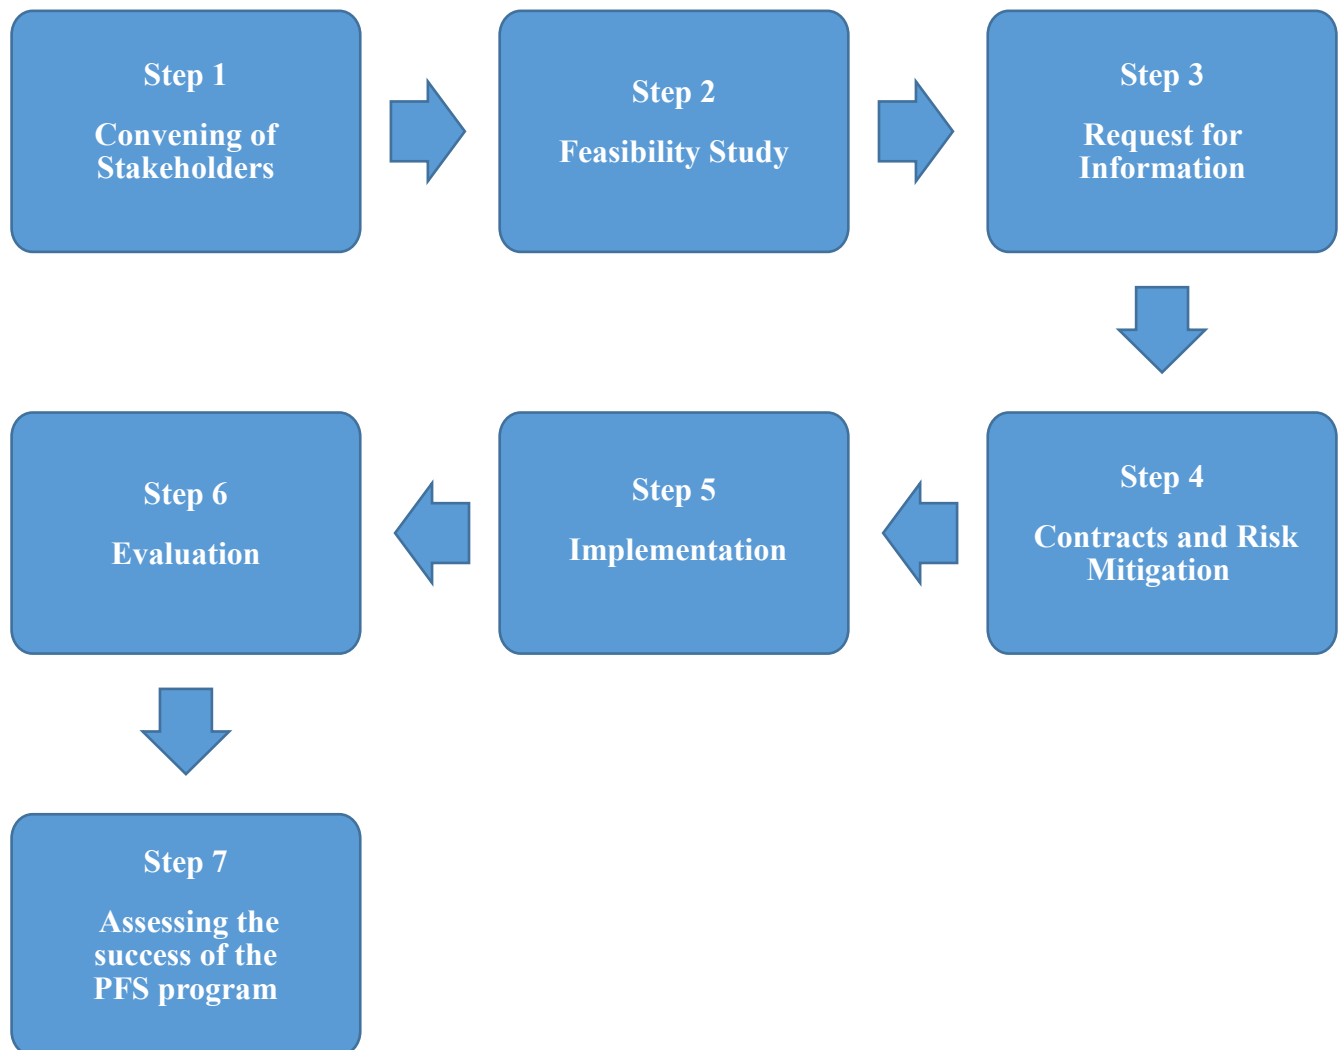 Step 1
Convening of
Stakeholders
Step 2
Feasibility Study
Step 3
Request for
Information
Step 4
Contracts and Risk
Mitigation
Step 5
Implementation
Step 6
Evaluation
Step 7
Assessing the
success of the
PFS program